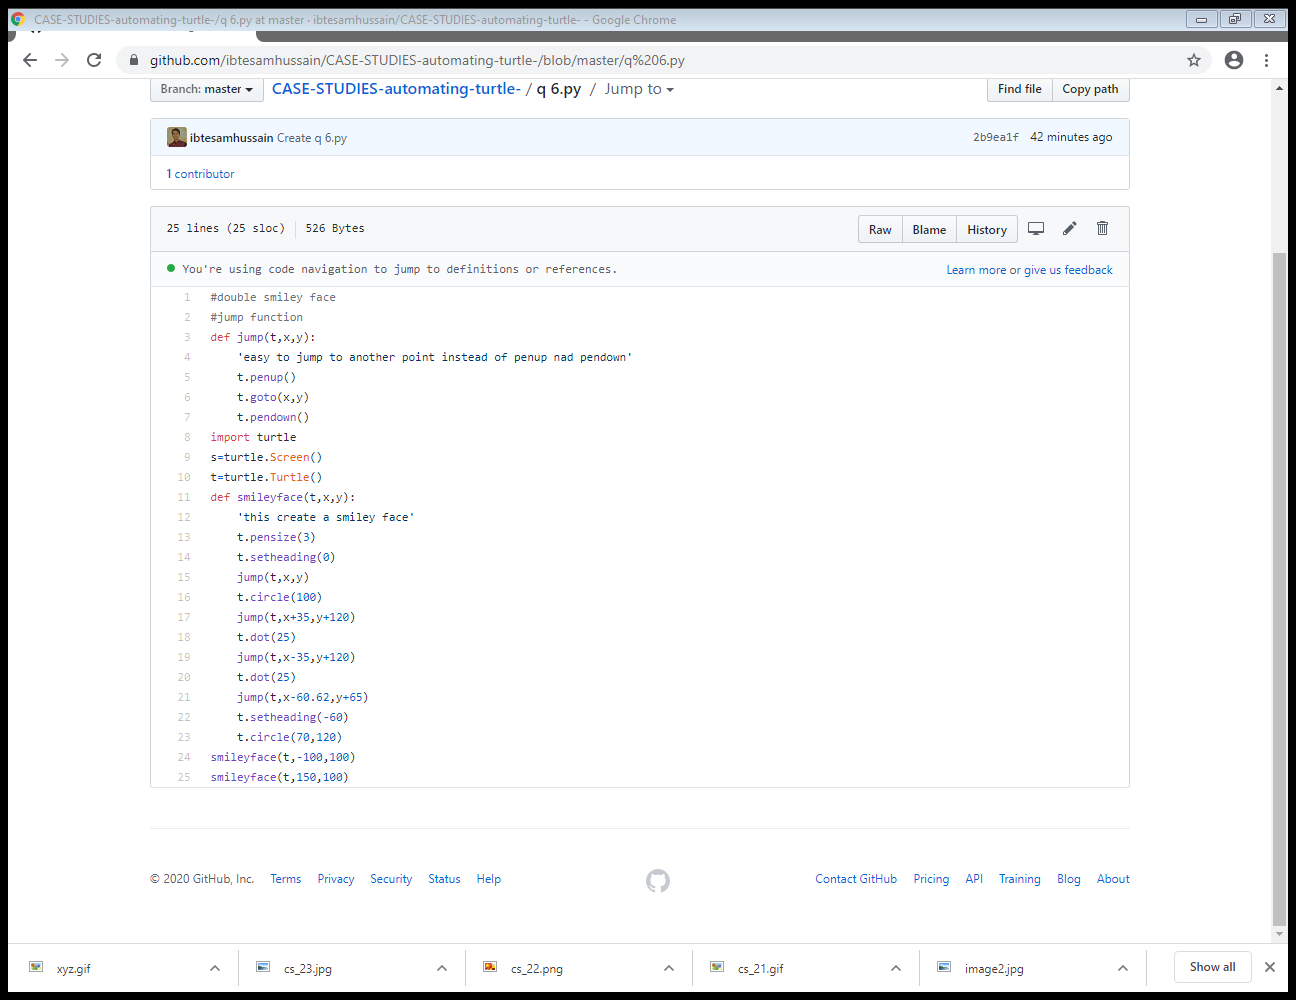 CASE-STUDIES-automating-turtle-/q 6.py at master · ibtesamhussain/CASE-STUDIES-automating-turtle- - Google Chrome
github.com/ibtesamhussain/CASE-STUDIES-automating-turtle-/blob/master/q%206.py
Branch: master CASE-STUDIES-automating-turtle- / q 6.py / Jump to Find file Copy path
ibtesamhussain Create q 6.py 2b9ea1f 42 minutes ago
1 contributor
25 lines (25 sloc) 526 Bytes Raw Blame History
You're using code navigation to jump to definitions or references. Learn more or give us feedback
1 #double smiley face
2 #jump function
3 def jump(t,x,y):
4     'easy to jump to another point instead of penup nad pendown'
5     t.penup()
6     t.goto(x,y)
7     t.pendown()
8 import turtle
9 s=turtle.Screen()
10 t=turtle.Turtle()
11 def smileyface(t,x,y):
12     'this create a smiley face'
13     t.pensize(3)
14     t.setheading(0)
15     jump(t,x,y)
16     t.circle(100)
17     jump(t,x+35,y+120)
18     t.dot(25)
19     jump(t,x-35,y+120)
20     t.dot(25)
21     jump(t,x-60.62,y+65)
22     t.setheading(-60)
23     t.circle(70,120)
24 smileyface(t,-100,100)
25 smileyface(t,150,100)
© 2020 GitHub, Inc. Terms Privacy Security Status Help Contact GitHub Pricing API Training Blog About
xyz.gif cs_23.jpg cs_22.png cs_21.gif image2.jpg Show all